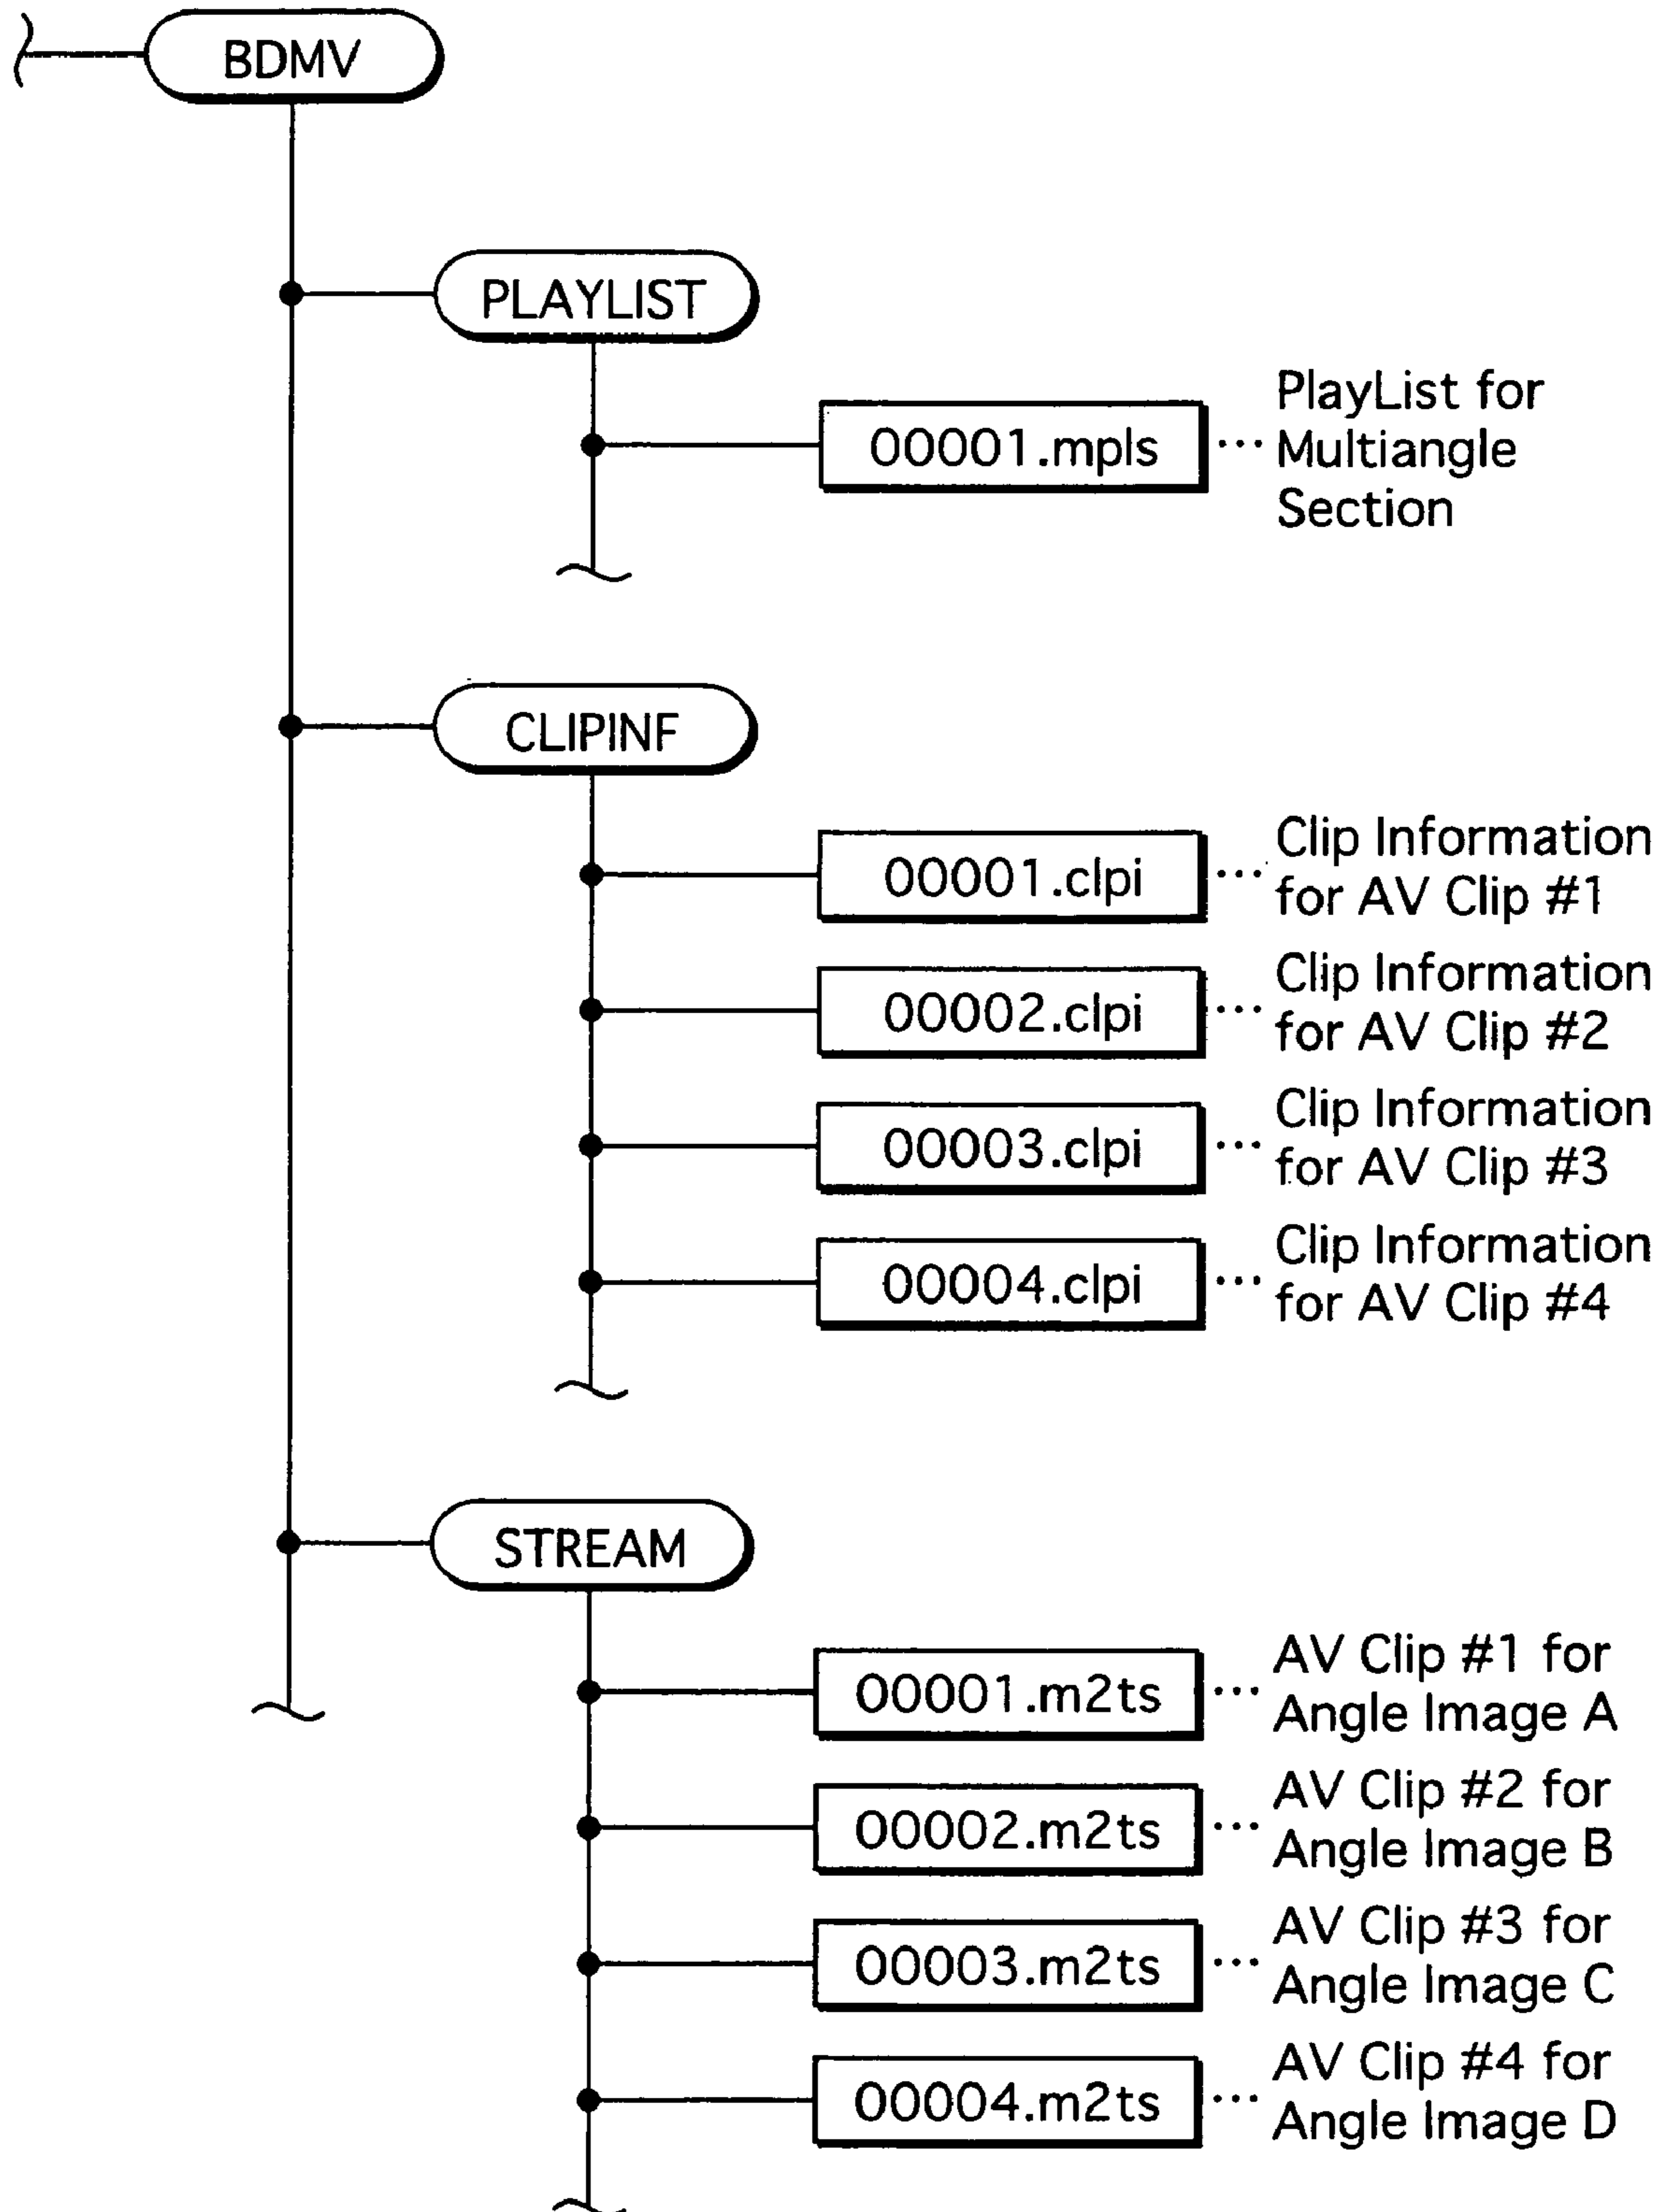 BDMV
PLAYLIST
00001.mpls
··· PlayList for
Multiangle
Section
CLIPINF
00001.clpi
··· Clip Information
for AV Clip #1
00002.clpi
··· Clip Information
for AV Clip #2
00003.clpi
··· Clip Information
for AV Clip #3
00004.clpi
··· Clip Information
for AV Clip #4
STREAM
00001.m2ts
··· AV Clip #1 for
Angle Image A
00002.m2ts
··· AV Clip #2 for
Angle Image B
00003.m2ts
··· AV Clip #3 for
Angle Image C
00004.m2ts
··· AV Clip #4 for
Angle Image D